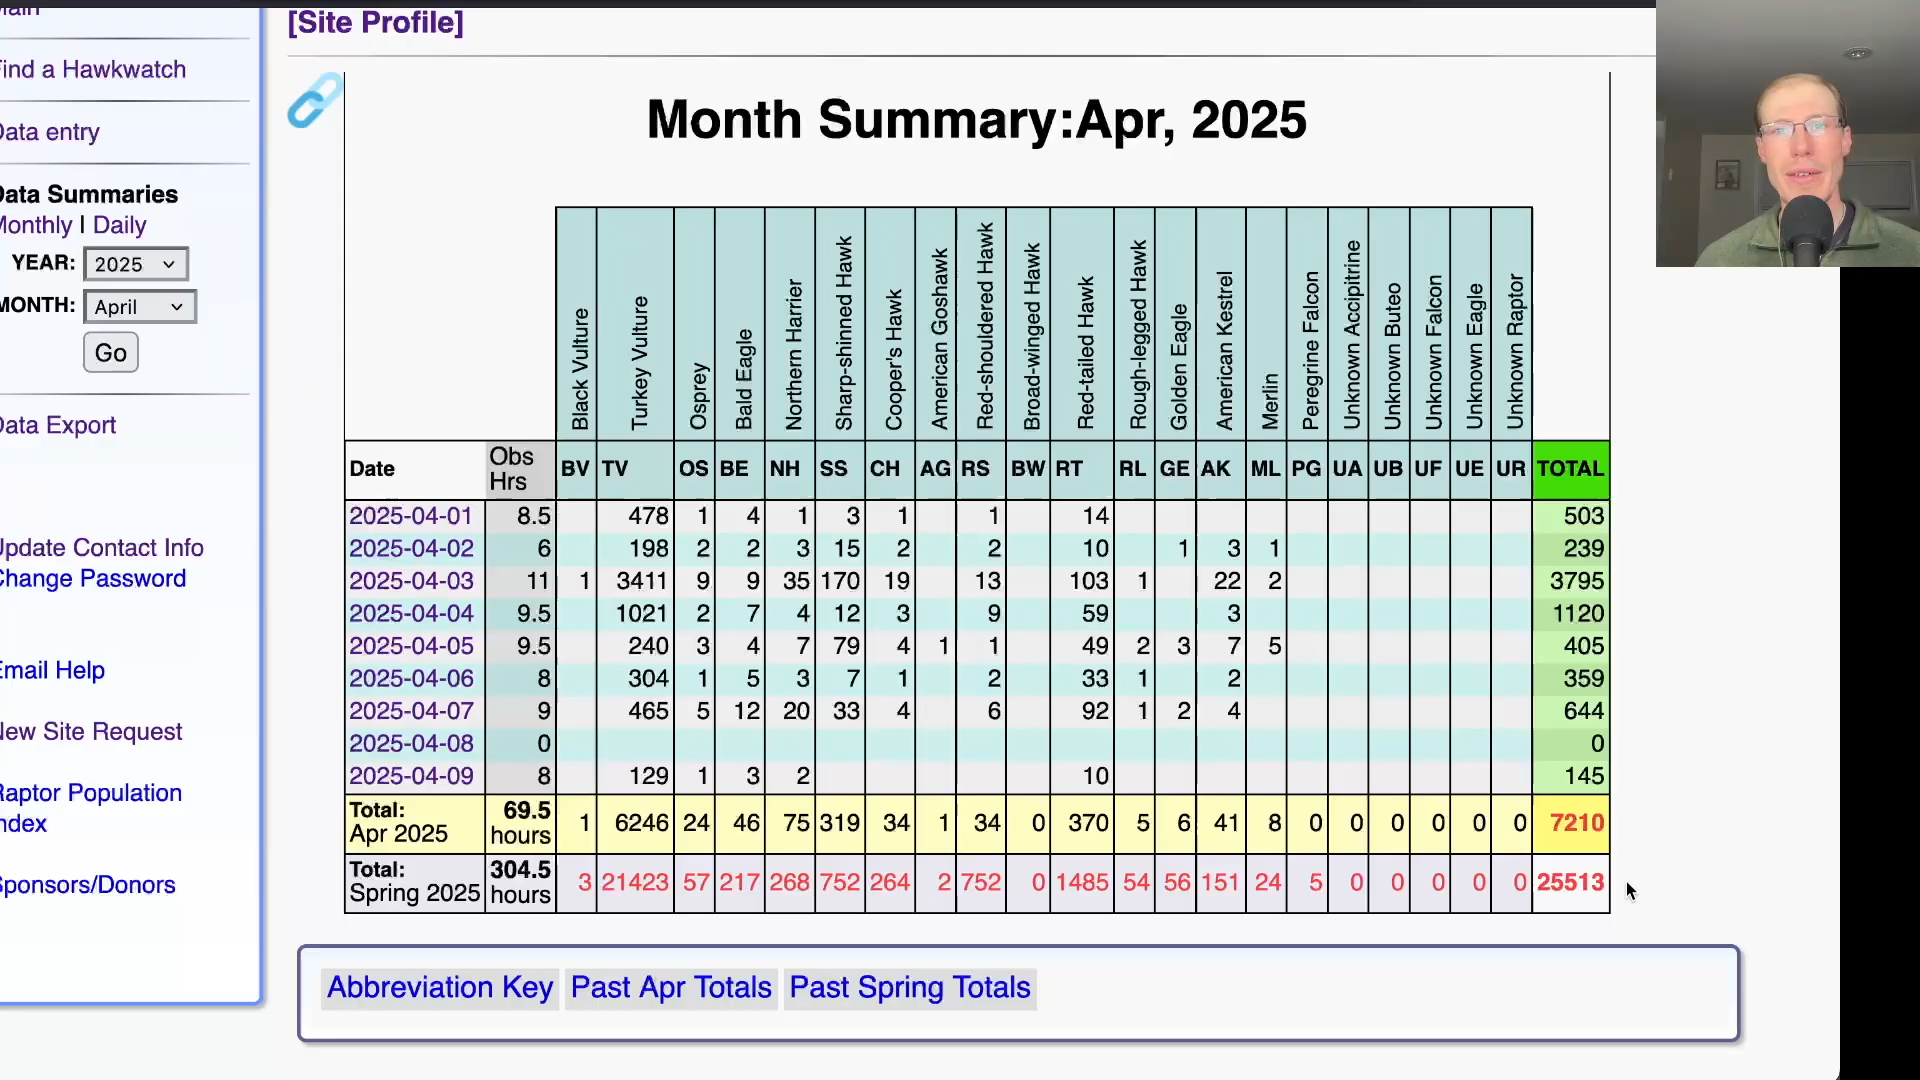 [Site Profile]
Find a Hawkwatch
Data entry
Data Summaries
Monthly | Daily
YEAR: 2025
MONTH: April
Go
Data Export
Update Contact Info
Change Password
Email Help
New Site Request
Raptor Population
Index
Sponsors/Donors
Month Summary:Apr, 2025
Black Vulture
Turkey Vulture
Osprey
Bald Eagle
Northern Harrier
Sharp-shinned Hawk
Cooper's Hawk
American Goshawk
Red-shouldered Hawk
Broad-winged Hawk
Red-tailed Hawk
Rough-legged Hawk
Golden Eagle
American Kestrel
Merlin
Peregrine Falcon
Unknown Accipitrine
Unknown Buteo
Unknown Falcon
Unknown Eagle
Unknown Raptor
Date Obs Hrs BV TV OS BE NH SS CH AG RS BW RT RL GE AK ML PG UA UB UF UE UR TOTAL
2025-04-01 8.5 478 1 4 1 3 1 1 14 503
2025-04-02 6 198 2 2 3 15 2 2 10 1 3 1 239
2025-04-03 11 1 3411 9 9 35 170 19 13 103 1 22 2 3795
2025-04-04 9.5 1021 2 7 4 12 3 9 59 3 1120
2025-04-05 9.5 240 3 4 7 79 4 1 1 49 2 3 7 5 405
2025-04-06 8 304 1 5 3 7 1 2 33 1 2 359
2025-04-07 9 465 5 12 20 33 4 6 92 1 2 4 644
2025-04-08 0 0
2025-04-09 8 129 1 3 2 10 145
Total: Apr 2025 69.5 hours 1 6246 24 46 75 319 34 1 34 0 370 5 6 41 8 0 0 0 0 0 0 7210
Total: Spring 2025 304.5 hours 3 21423 57 217 268 752 264 2 752 0 1485 54 56 151 24 5 0 0 0 0 0 25513
Abbreviation Key Past Apr Totals Past Spring Totals